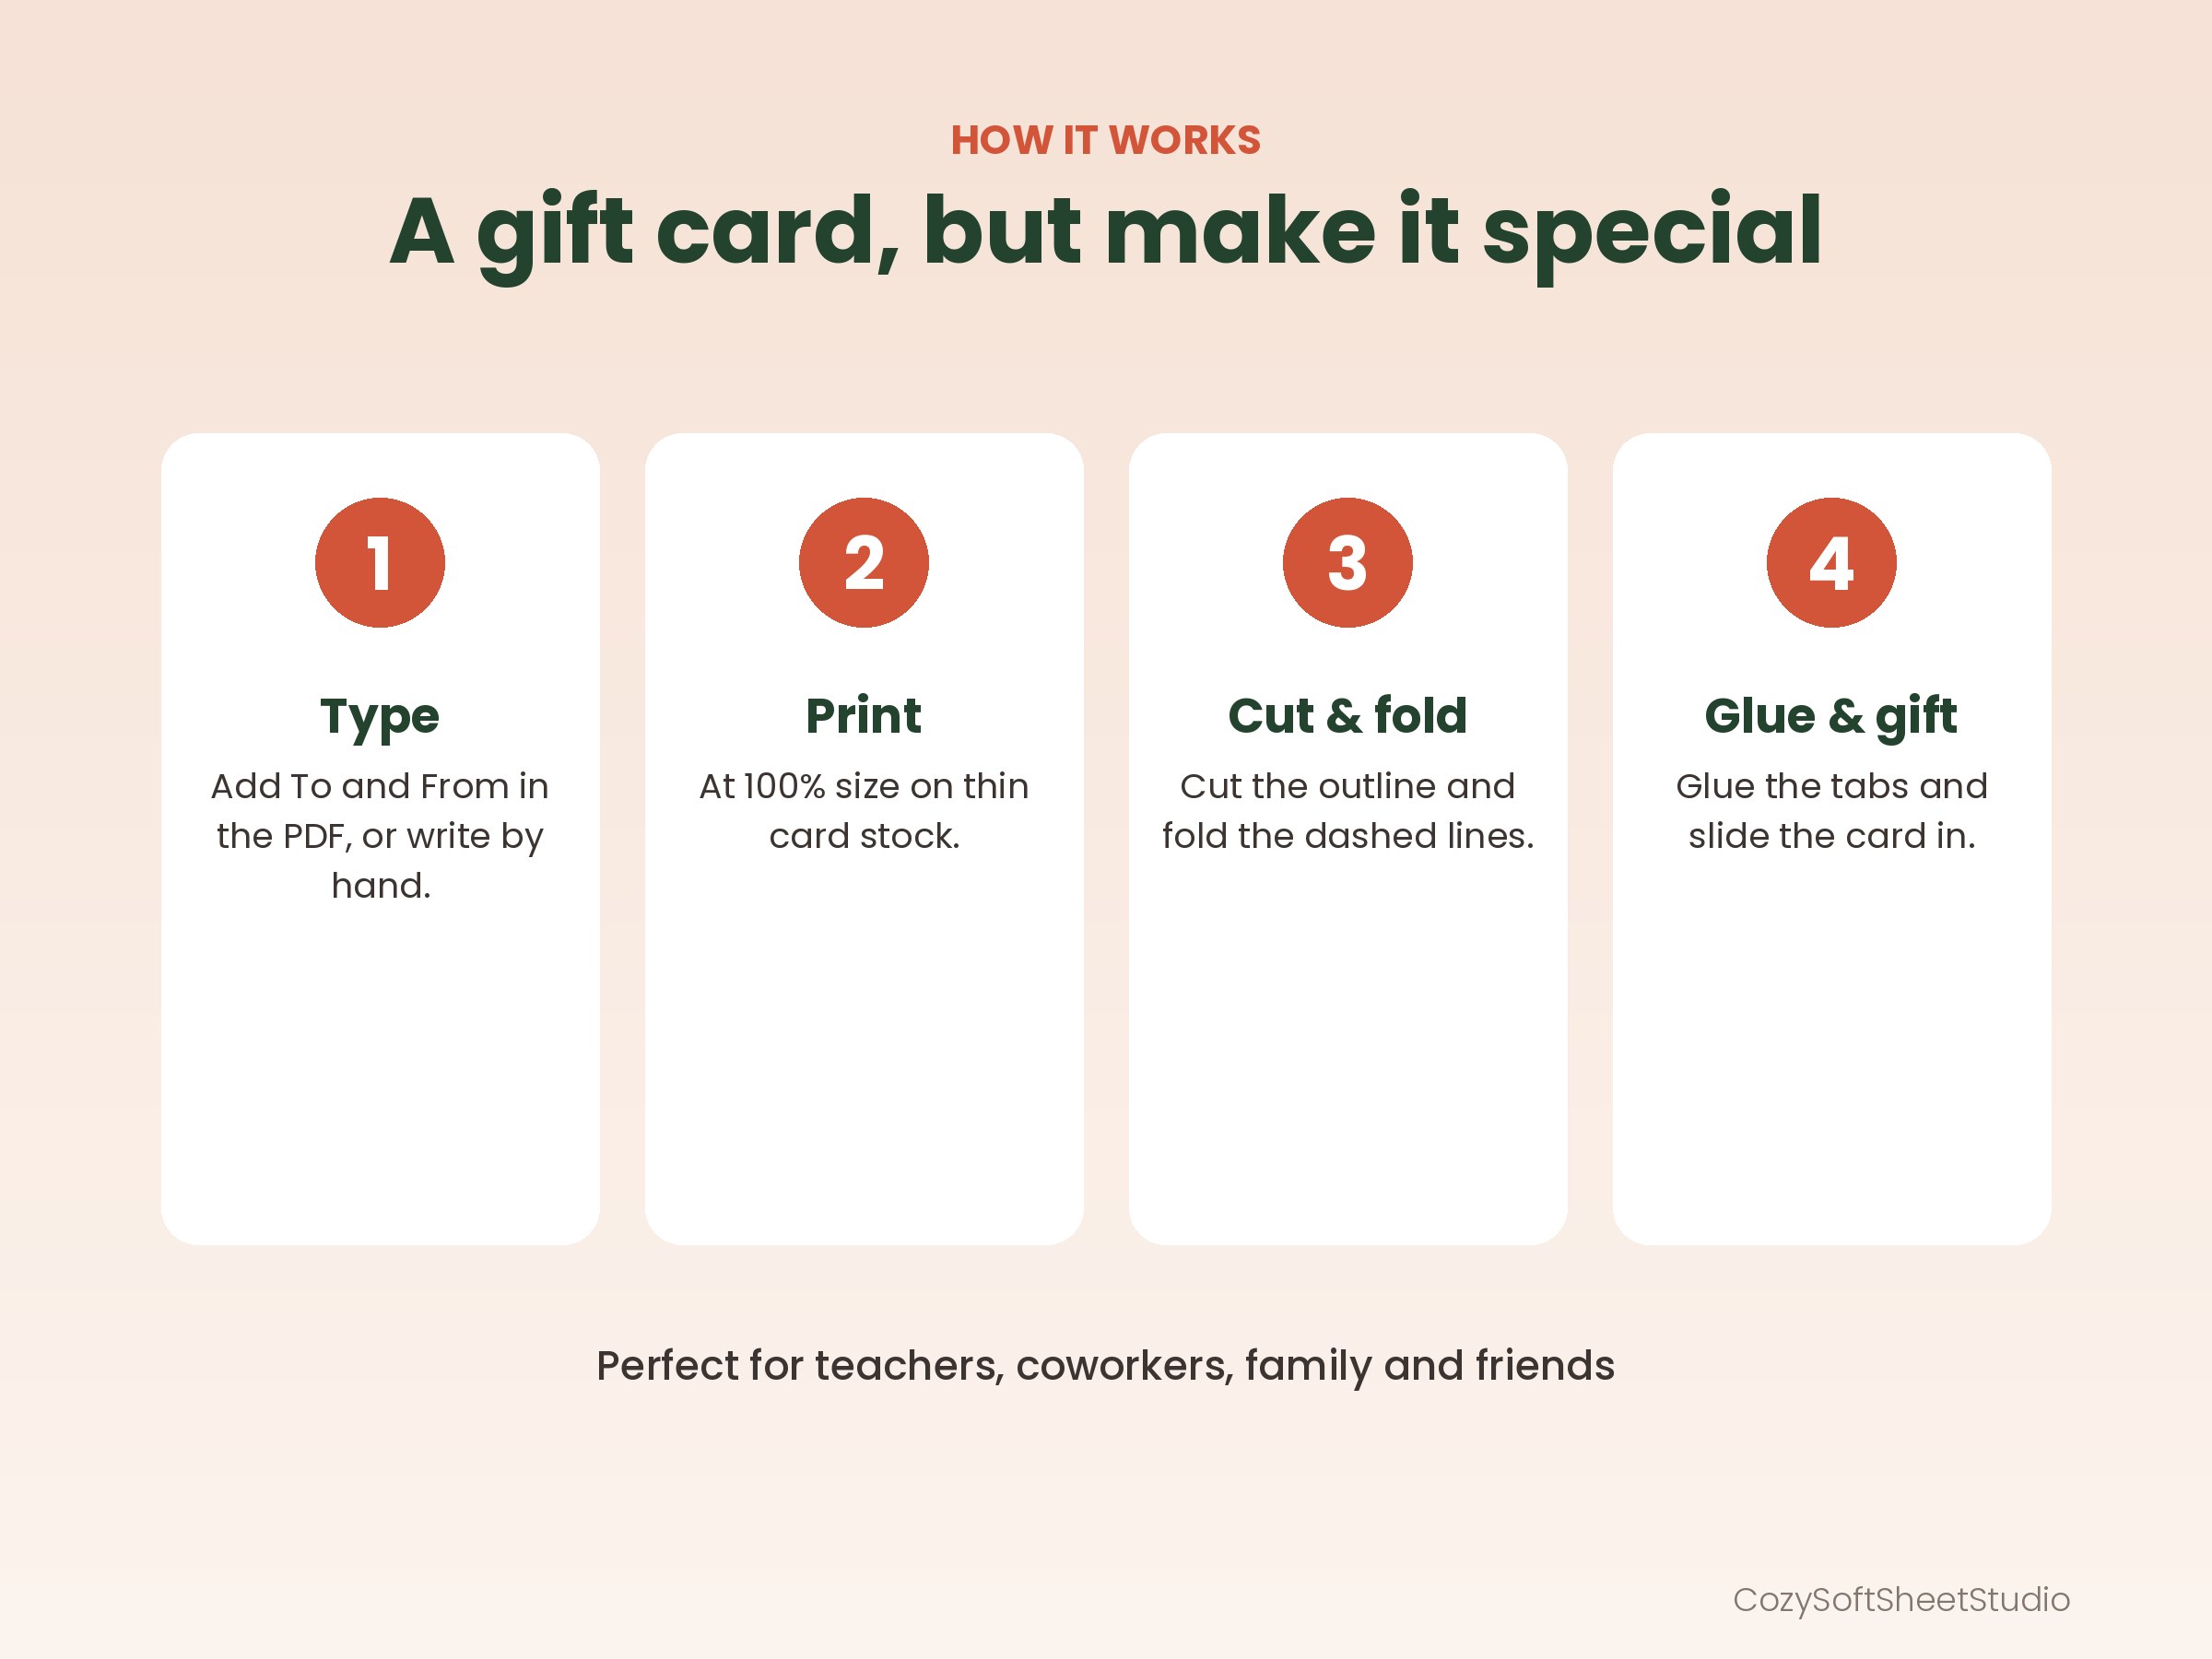 HOW IT WORKS
A gift card, but make it special
1
Type
Add To and From in
the PDF, or write by
hand.
2
Print
At 100% size on thin
card stock.
3
Cut & fold
Cut the outline and
fold the dashed lines.
4
Glue & gift
Glue the tabs and
slide the card in.
Perfect for teachers, coworkers, family and friends
CozySoftSheetStudio